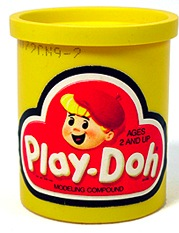 AGES
2 AND UP
Play-Doh
MODELING COMPOUND